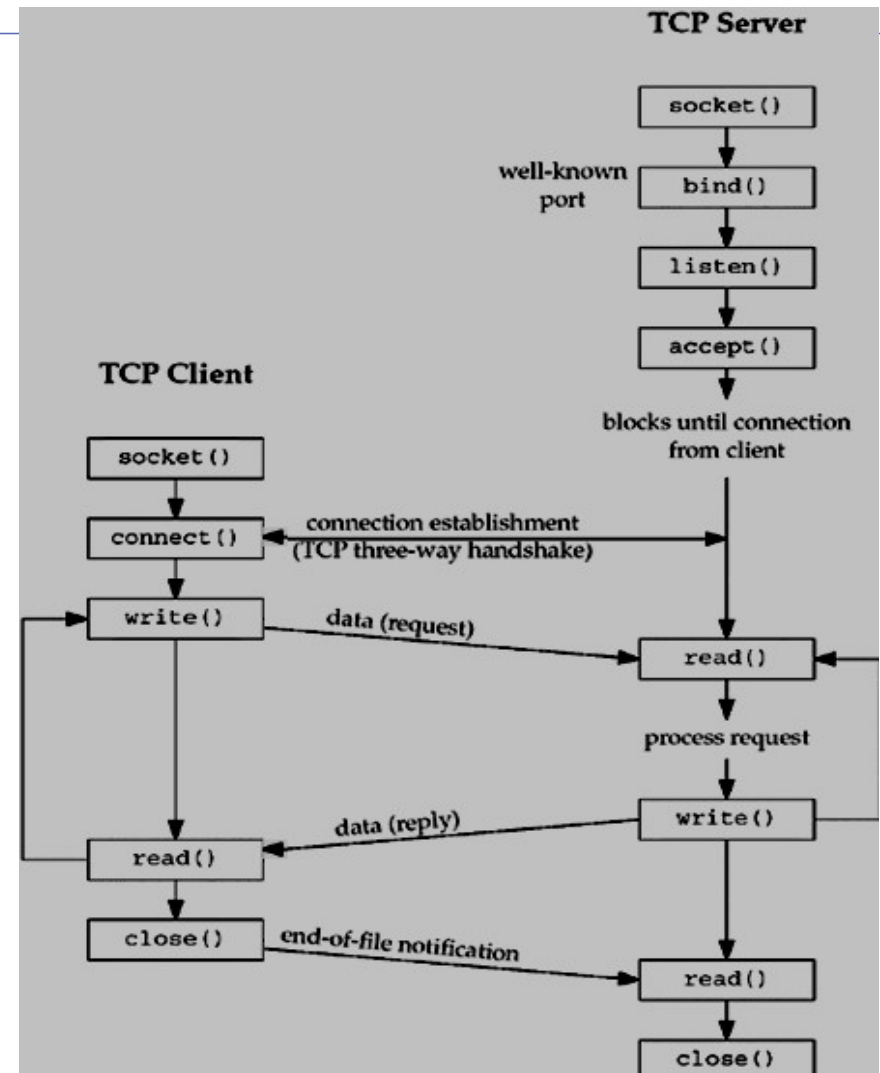 TCP Server
socket()
well-known
port
bind()
listen()
accept()
TCP Client
blocks until connection
from client
socket()
connect()
connection establishment
(TCP three-way handshake)
write()
data (request)
read()
process request
write()
data (reply)
read()
close()
end-of-file notification
read()
close()